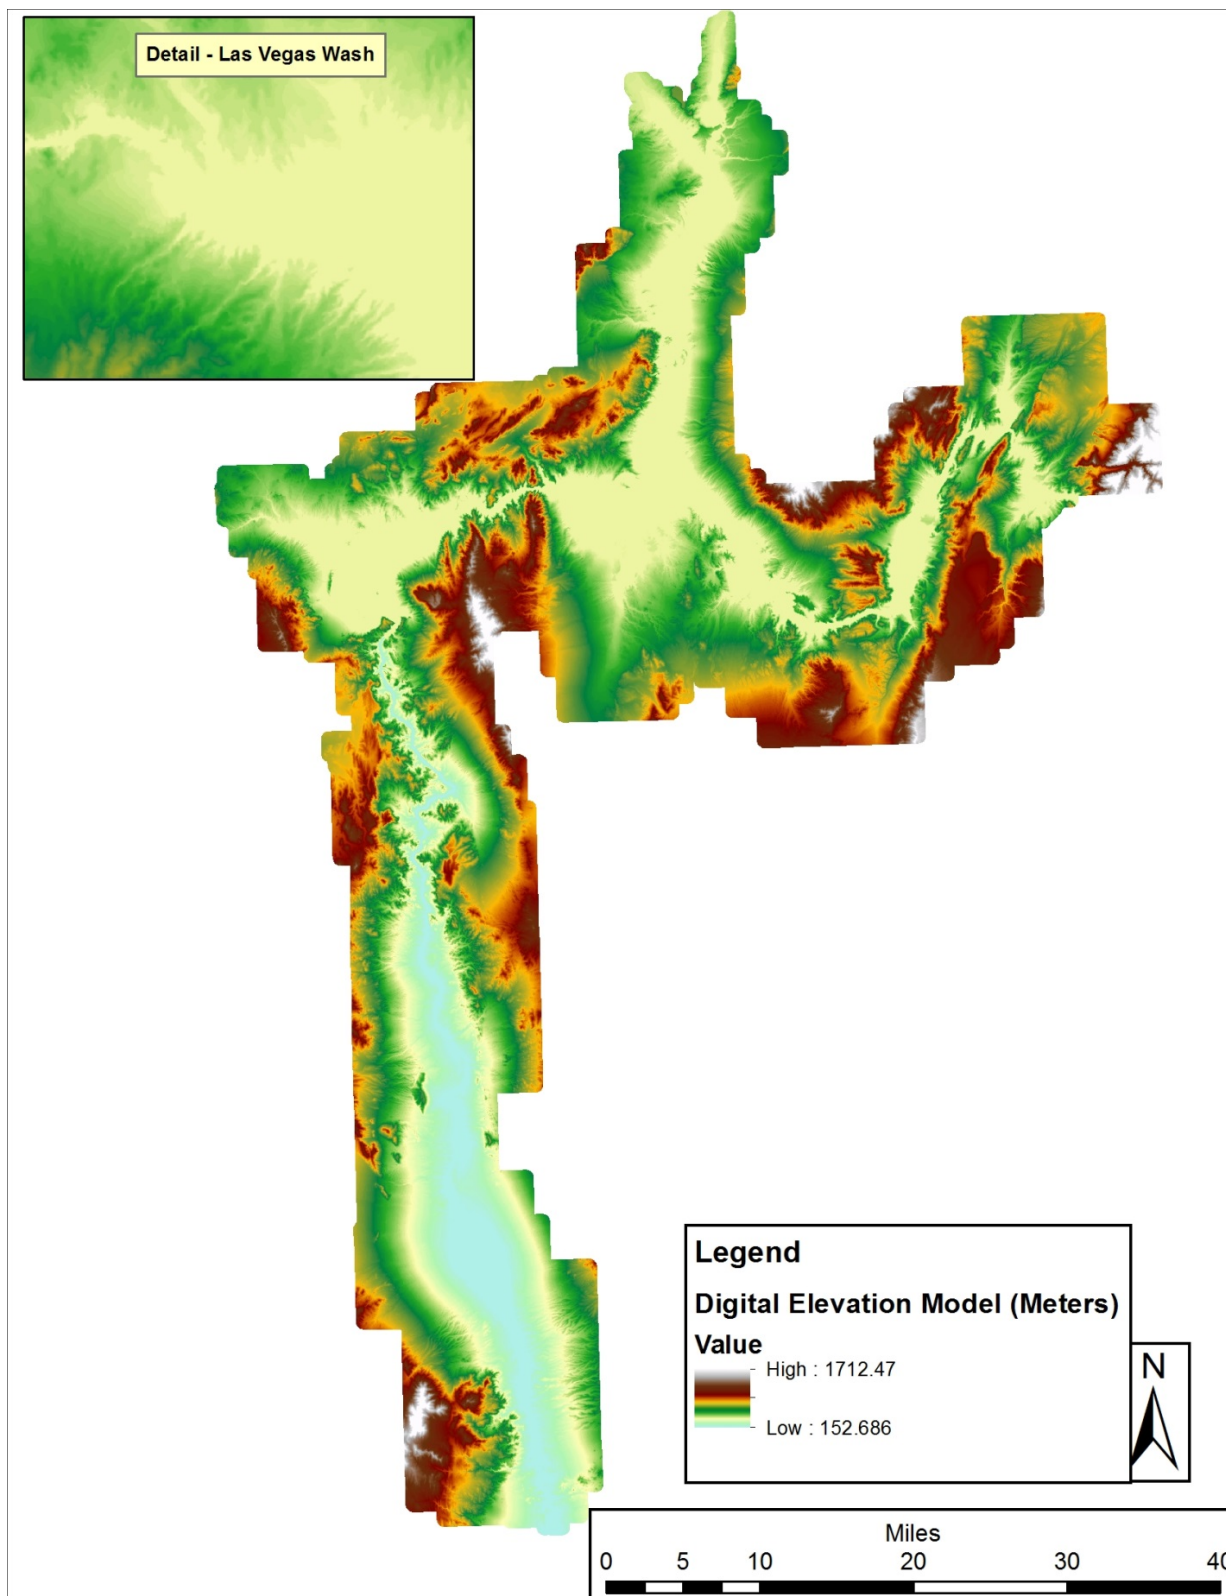 Detail - Las Vegas Wash
Legend
Digital Elevation Model (Meters)
Value
High : 1712.47
Low : 152.686
N
Miles
0 5 10 20 30 40